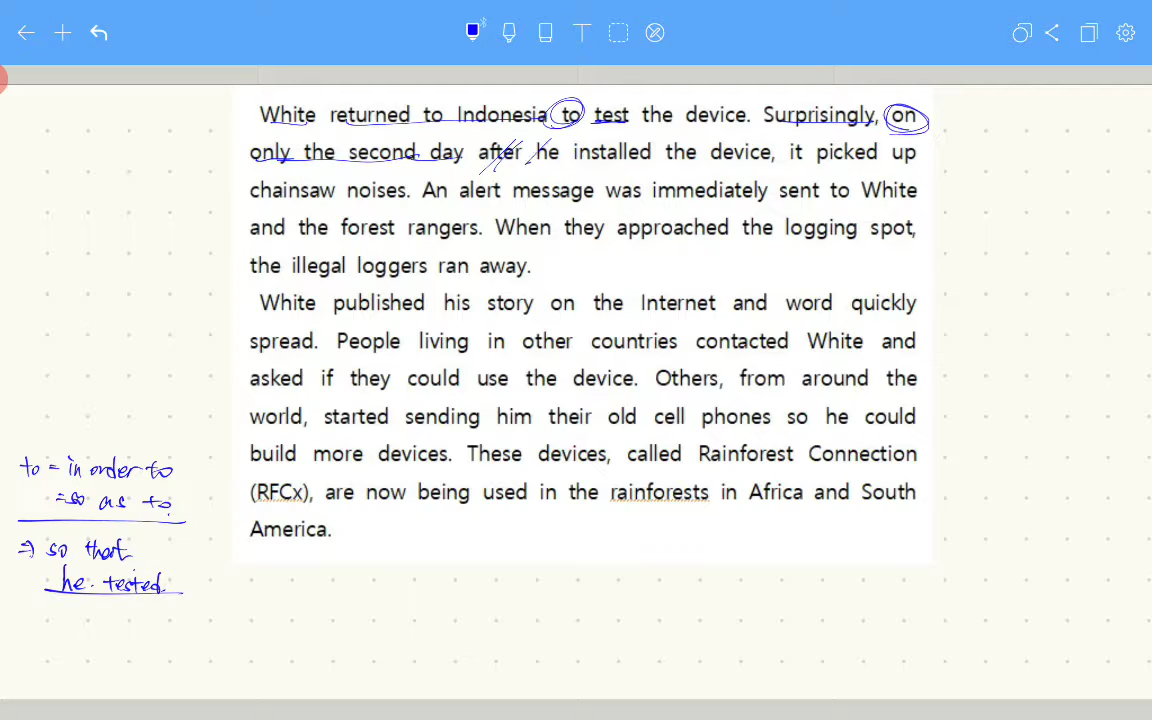 White returned to Indonesia to test the device. Surprisingly, on
only the second day after he installed the device, it picked up
chainsaw noises. An alert message was immediately sent to White
and the forest rangers. When they approached the logging spot,
the illegal loggers ran away.
White published his story on the Internet and word quickly
spread. People living in other countries contacted White and
asked if they could use the device. Others, from around the
world, started sending him their old cell phones so he could
build more devices. These devices, called Rainforest Connection
(RFCx), are now being used in the rainforests in Africa and South
America.
to = in order to
= so as to.
⇒ so that
he tested